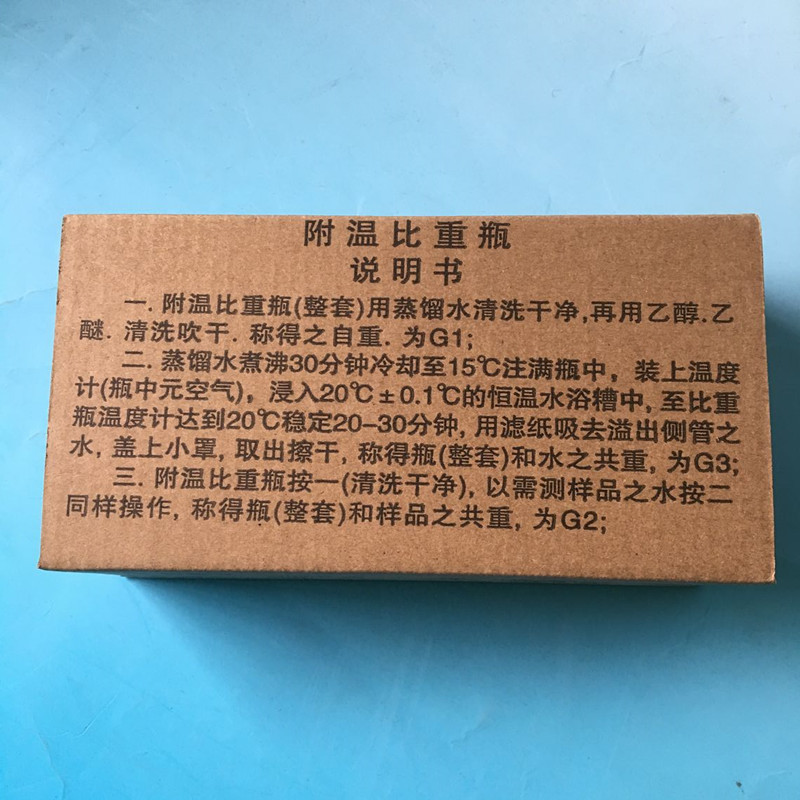 附温比重瓶
说明书
一. 附温比重瓶(整套)用蒸馏水清洗干净,再用乙醇.乙
醚. 清洗吹干. 称得之自重. 为G1;
二. 蒸馏水煮沸30分钟冷却至15℃注满瓶中, 装上温度
计(瓶中元空气), 浸入20℃±0.1℃的恒温水浴糟中, 至比重
瓶温度计达到20℃稳定20-30分钟, 用滤纸吸去溢出侧管之
水, 盖上小罩, 取出擦干, 称得瓶(整套)和水之共重, 为G3;
三. 附温比重瓶按一(清洗干净), 以需测样品之水按二
同样操作, 称得瓶(整套)和样品之共重, 为G2;